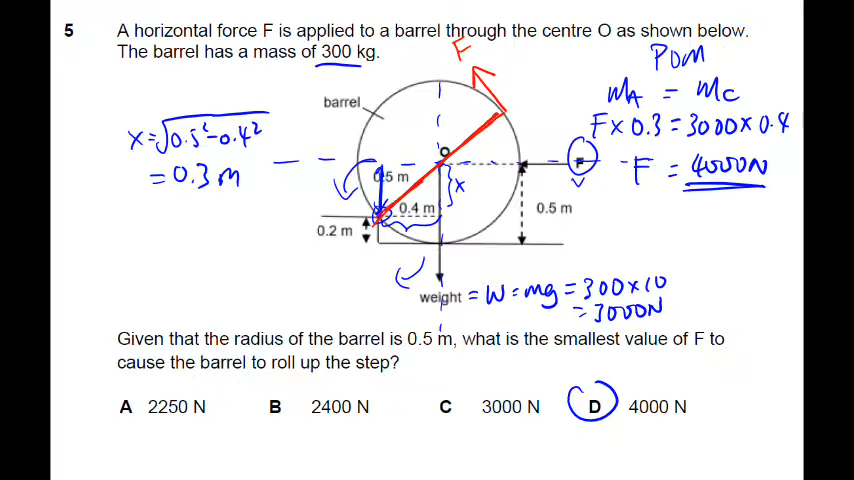 5 A horizontal force F is applied to a barrel through the centre O as shown below.
The barrel has a mass of 300 kg.
F
POM
barrel
x = √0.5² - 0.4²
= 0.3 m
MA = MC
F x 0.3 = 3000 x 0.4
F = 4000N
O
F
0.5 m
x
0.4 m
0.5 m
0.2 m
weight = W = mg = 300 x 10
= 3000N
Given that the radius of the barrel is 0.5 m, what is the smallest value of F to
cause the barrel to roll up the step?
A 2250 N B 2400 N C 3000 N D 4000 N